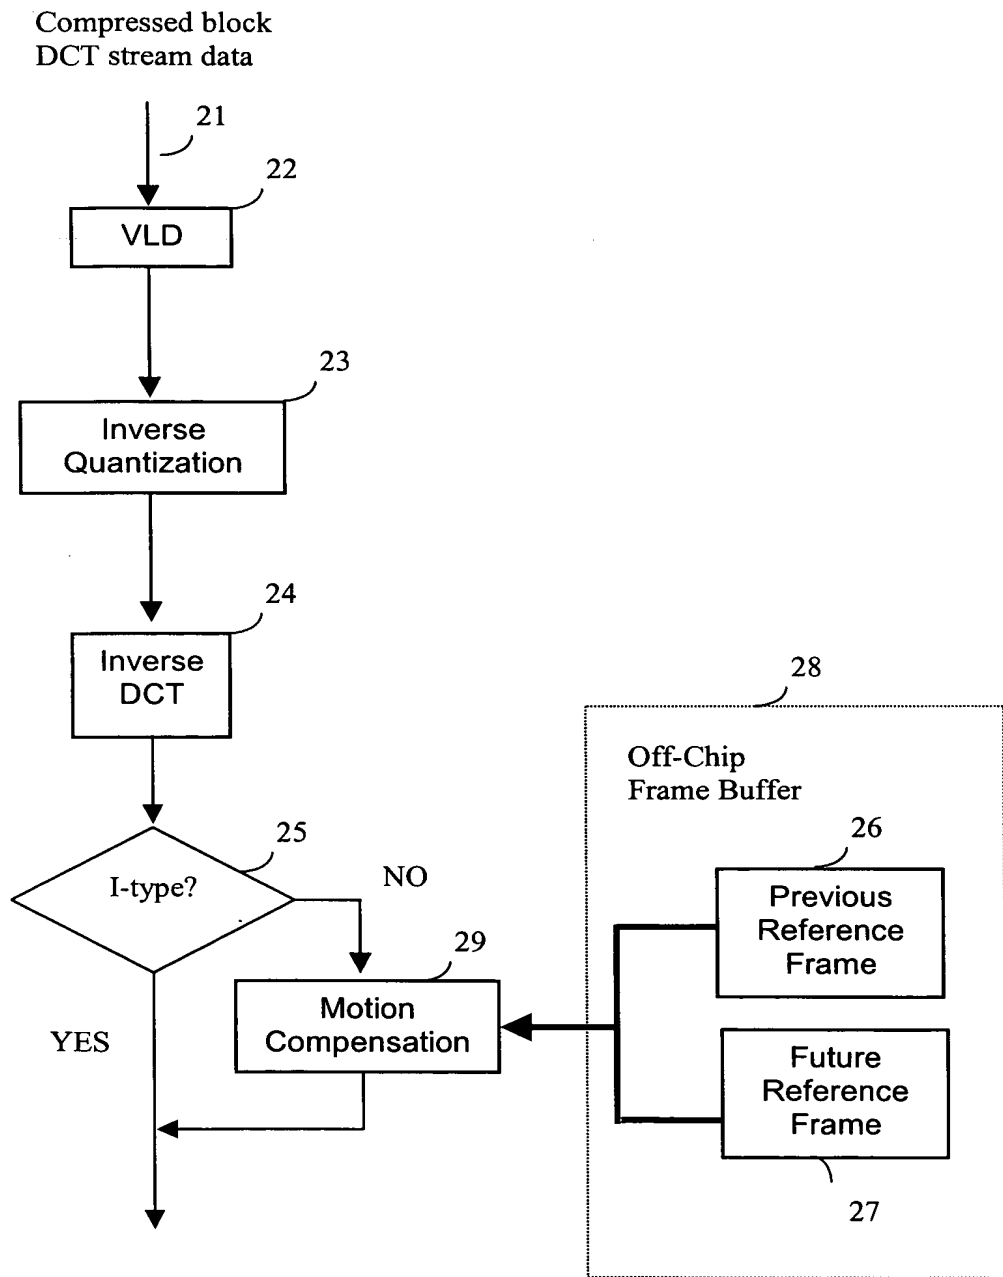 Compressed block
DCT stream data
21
22
VLD
23
Inverse
Quantization
24
Inverse
DCT
28
Off-Chip
Frame Buffer
25
I-type?
NO
26
Previous
Reference
Frame
29
Motion
Compensation
YES
Future
Reference
Frame
27